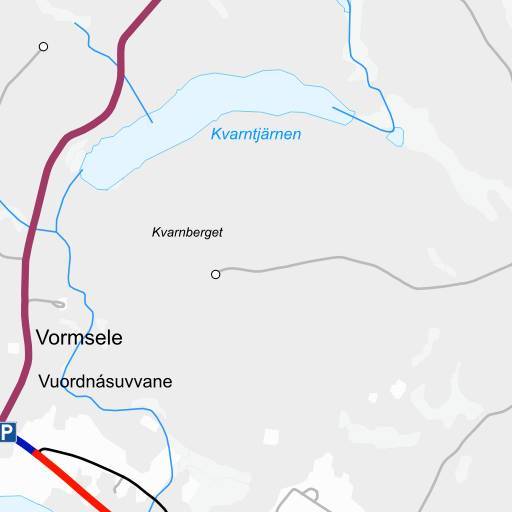 Kvarntjärnen
Kvarnberget
Vormsele
Vuordnásuvvane
P